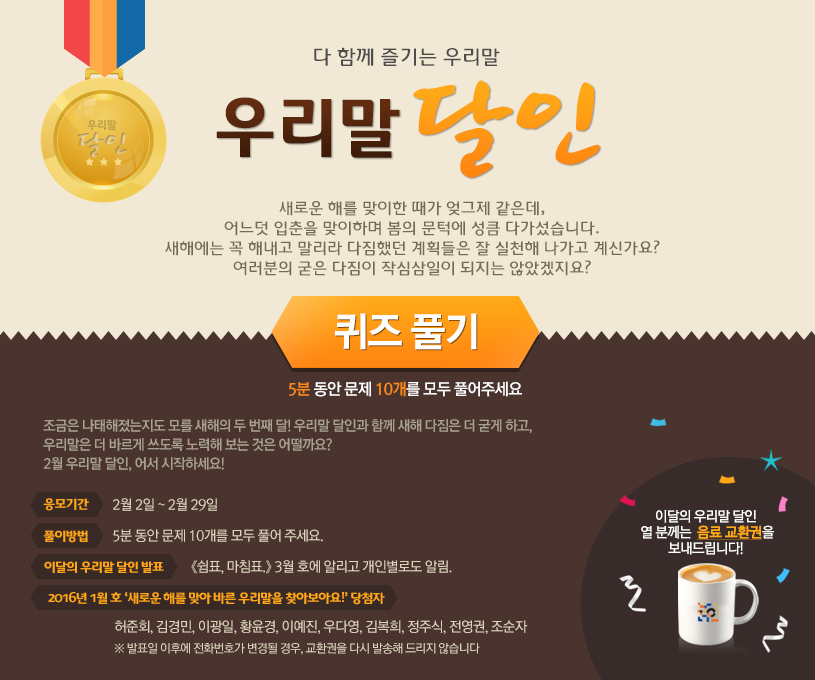 다 함께 즐기는 우리말
우리말 달인
우리말
달인
새로운 해를 맞이한 때가 엊그제 같은데,
어느덧 입춘을 맞이하며 봄의 문턱에 성큼 다가섰습니다.
새해에는 꼭 해내고 말리라 다짐했던 계획들은 잘 실천해 나가고 계신가요?
여러분의 굳은 다짐이 작심삼일이 되지는 않았겠지요?
퀴즈 풀기
5분 동안 문제 10개를 모두 풀어주세요
조금은 나태해졌는지도 모를 새해의 두 번째 달! 우리말 달인과 함께 새해 다짐은 더 굳게 하고,
우리말은 더 바르게 쓰도록 노력해 보는 것은 어떨까요?
2월 우리말 달인, 어서 시작하세요!
응모기간 2월 2일 ~ 2월 29일
풀이방법 5분 동안 문제 10개를 모두 풀어 주세요.
이달의 우리말 달인 발표 《쉼표, 마침표.》 3월 호에 알리고 개인별로도 알림.
2016년 1월 호 '새로운 해를 맞아 바른 우리말을 찾아보아요!' 당첨자
허준회, 김경민, 이광일, 황윤경, 이예진, 우다영, 김복희, 정주식, 전영권, 조순자
※ 발표일 이후에 전화번호가 변경될 경우, 교환권을 다시 발송해 드리지 않습니다
이달의 우리말 달인
열 분께는 음료 교환권을
보내드립니다!